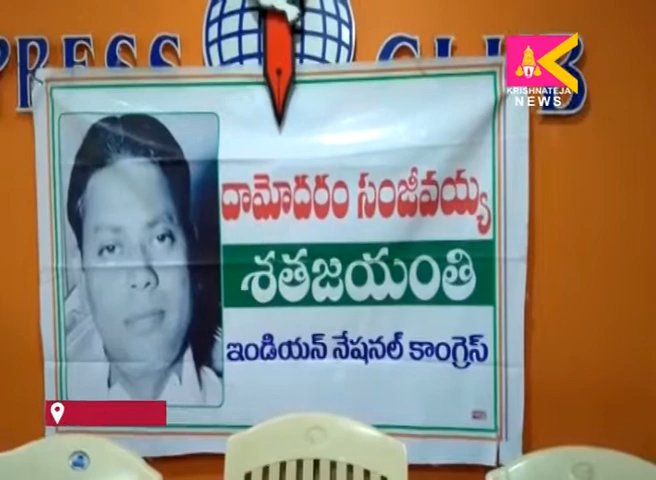 PRESS CLUB
KRISHNATEJA
NEWS
దామోదరం సంజీవయ్య
శతజయంతి
ఇండియన్ నేషనల్ కాంగ్రెస్